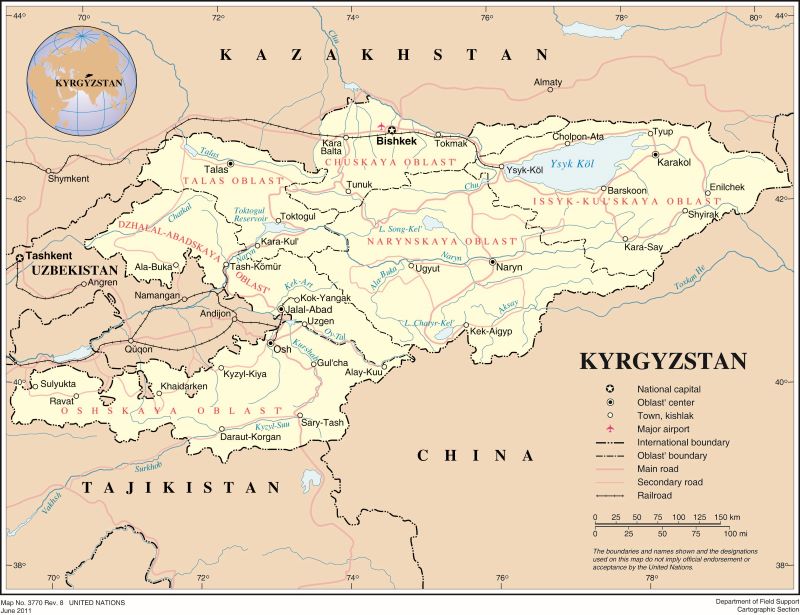 44°
70°
72°
74°
76°
78°
80°
44°
KYRGYZSTAN
KAZAKHSTAN
Chu
Almaty
Shymkent
Talas
Talas
TALAS OBLAST'
Kara
Balta
Bishkek
CHUSKAYA OBLAST'
Tokmak
Tunuk
Chu
Cholpon-Ata
Tyup
Ysyk Köl
Ysyk-Köl
Karakol
Barskoon
Enilchek
ISSYK-KUL'SKAYA OBLAST'
Shyirak
Kara-Say
42°
42°
Tashkent
UZBEKISTAN
Angren
Namangan
Andijon
Quqon
Chatkal
DZHALAL-ABADSKAYA
OBLAST'
Ala-Buka
Toktogul
Reservoir
Toktogul
Kara-Kul'
Naryn
Tash-Kömür
L. Song-Kel'
NARYNSKAYA OBLAST'
Naryn
Naryn
Ala-Buka
Ugyut
Kek-Art
Kok-Yangak
Jalal-Abad
Uzgen
Osh
Kurshab
Gul'cha
Alay-Kuu
L. Chatyr-Kel'
Kek-Aigyp
Aksay
Toxkan He
40°
40°
Sulyukta
Ravat
Khaidarken
Kyzyl-Kiya
OSHSKAYA OBLAST'
Kyzyl-Suu
Sary-Tash
Daraut-Korgan
Surkhob
Vakhsh
TAJIKISTAN
CHINA
KYRGYZSTAN
National capital
Oblast' center
Town, kishlak
Major airport
International boundary
Oblast' boundary
Main road
Secondary road
Railroad
0 25 50 75 100 125 150 km
0 25 50 75 100 mi
The boundaries and names shown and the designations
used on this map do not imply official endorsement or
acceptance by the United Nations.
38°
38°
70°
72°
74°
76°
78°
Map No. 3770 Rev. 8 UNITED NATIONS
June 2011
Department of Field Support
Cartographic Section